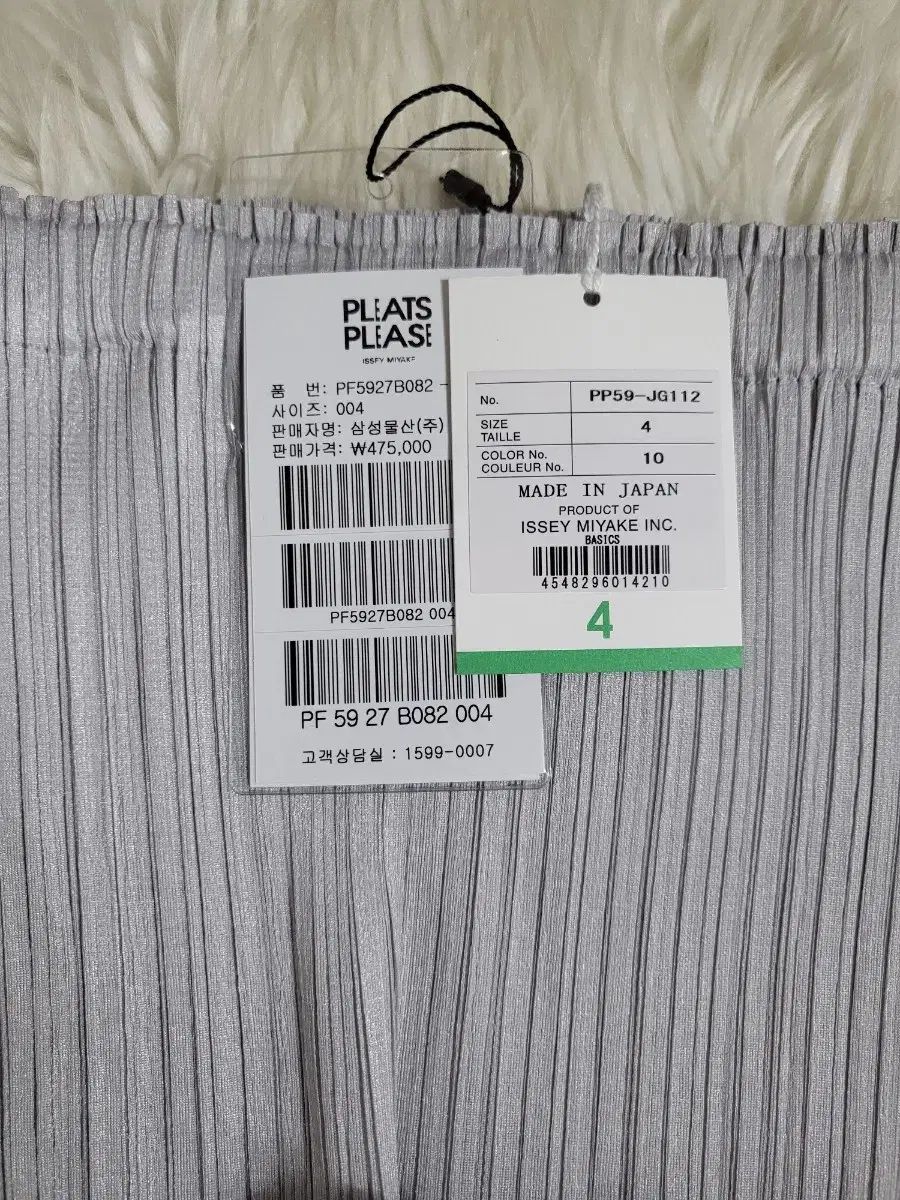 PLEATS
PLEASE
ISSEY MIYAKE
품 번: PF5927B082 -
사이즈: 004
판매자명: 삼성물산(주)
판매가격: ₩475,000
PF5927B082 004
PF 59 27 B082 004
고객상담실 : 1599-0007
No. PP59-JG112
SIZE
TAILLE 4
COLOR No.
COULEUR No. 10
MADE IN JAPAN
PRODUCT OF
ISSEY MIYAKE INC.
BASICS
4548296014210
4